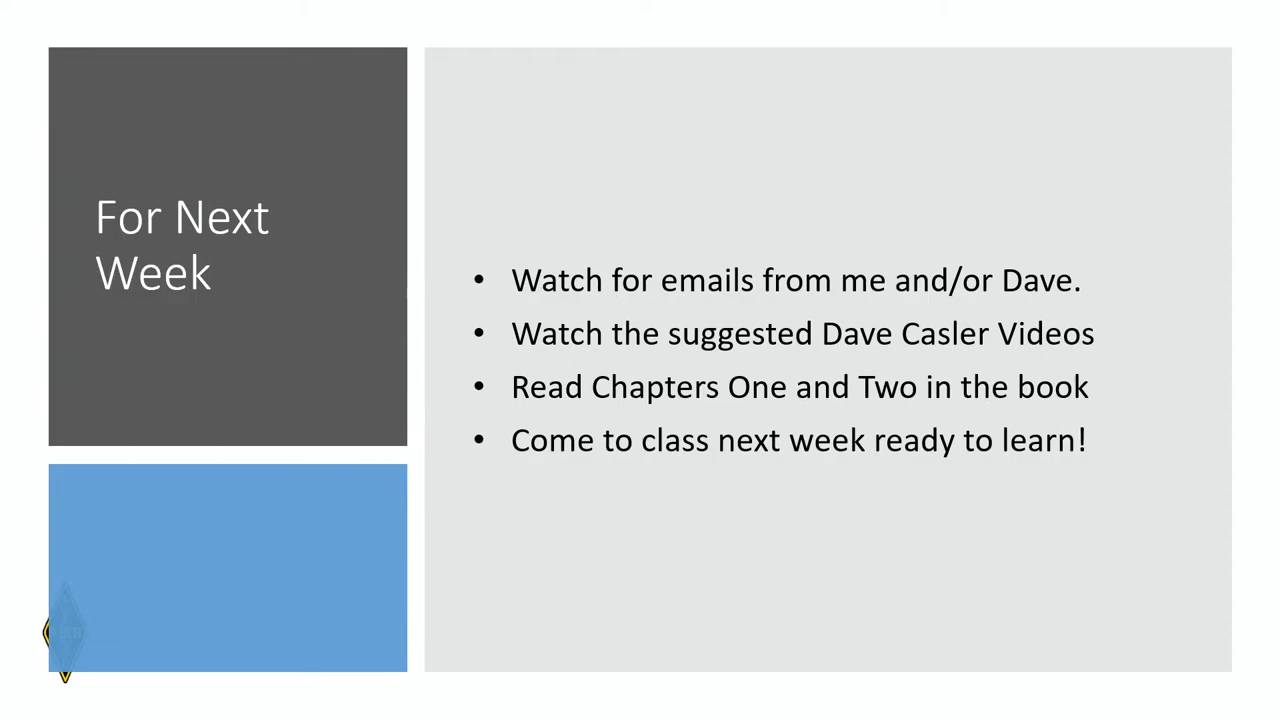 For Next
Week
• Watch for emails from me and/or Dave.
• Watch the suggested Dave Casler Videos
• Read Chapters One and Two in the book
• Come to class next week ready to learn!